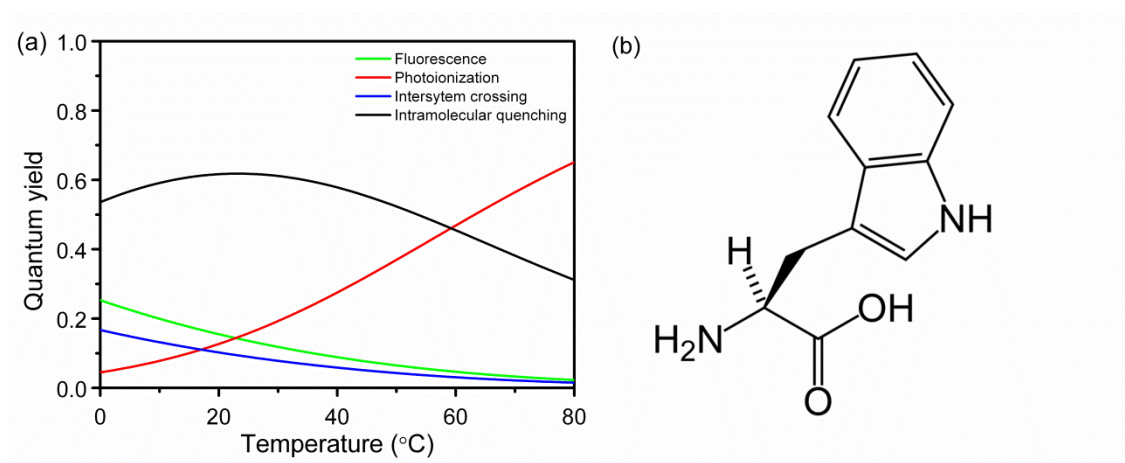 (a)
1.0
0.8
0.6
0.4
0.2
0.0
Quantum yield
Fluorescence
Photoionization
Intersytem crossing
Intramolecular quenching
0 20 40 60 80
Temperature (°C)
(b)
NH
H
OH
H₂N
O